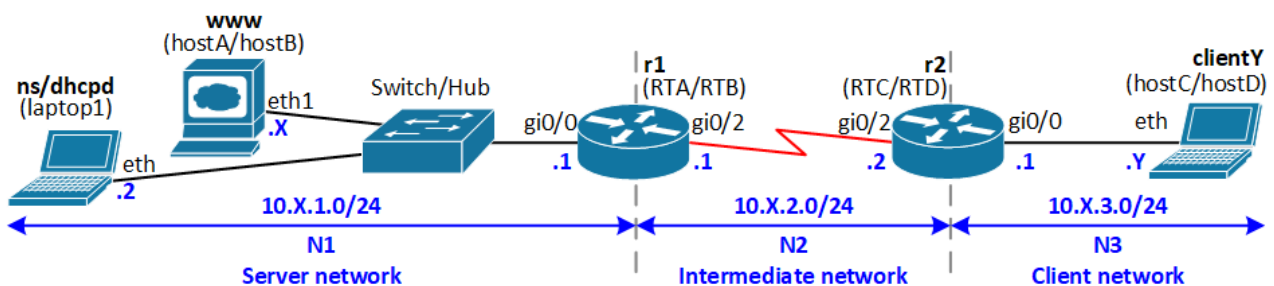 www
(hostA/hostB)
ns/dhcpd
(laptop1)
eth1
.X
eth
.2
Switch/Hub
r1
(RTA/RTB)
gi0/0
.1
gi0/2
.1
r2
(RTC/RTD)
gi0/2
.2
gi0/0
.1
clientY
(hostC/hostD)
eth
.Y
10.X.1.0/24
10.X.2.0/24
10.X.3.0/24
N1
N2
N3
Server network
Intermediate network
Client network